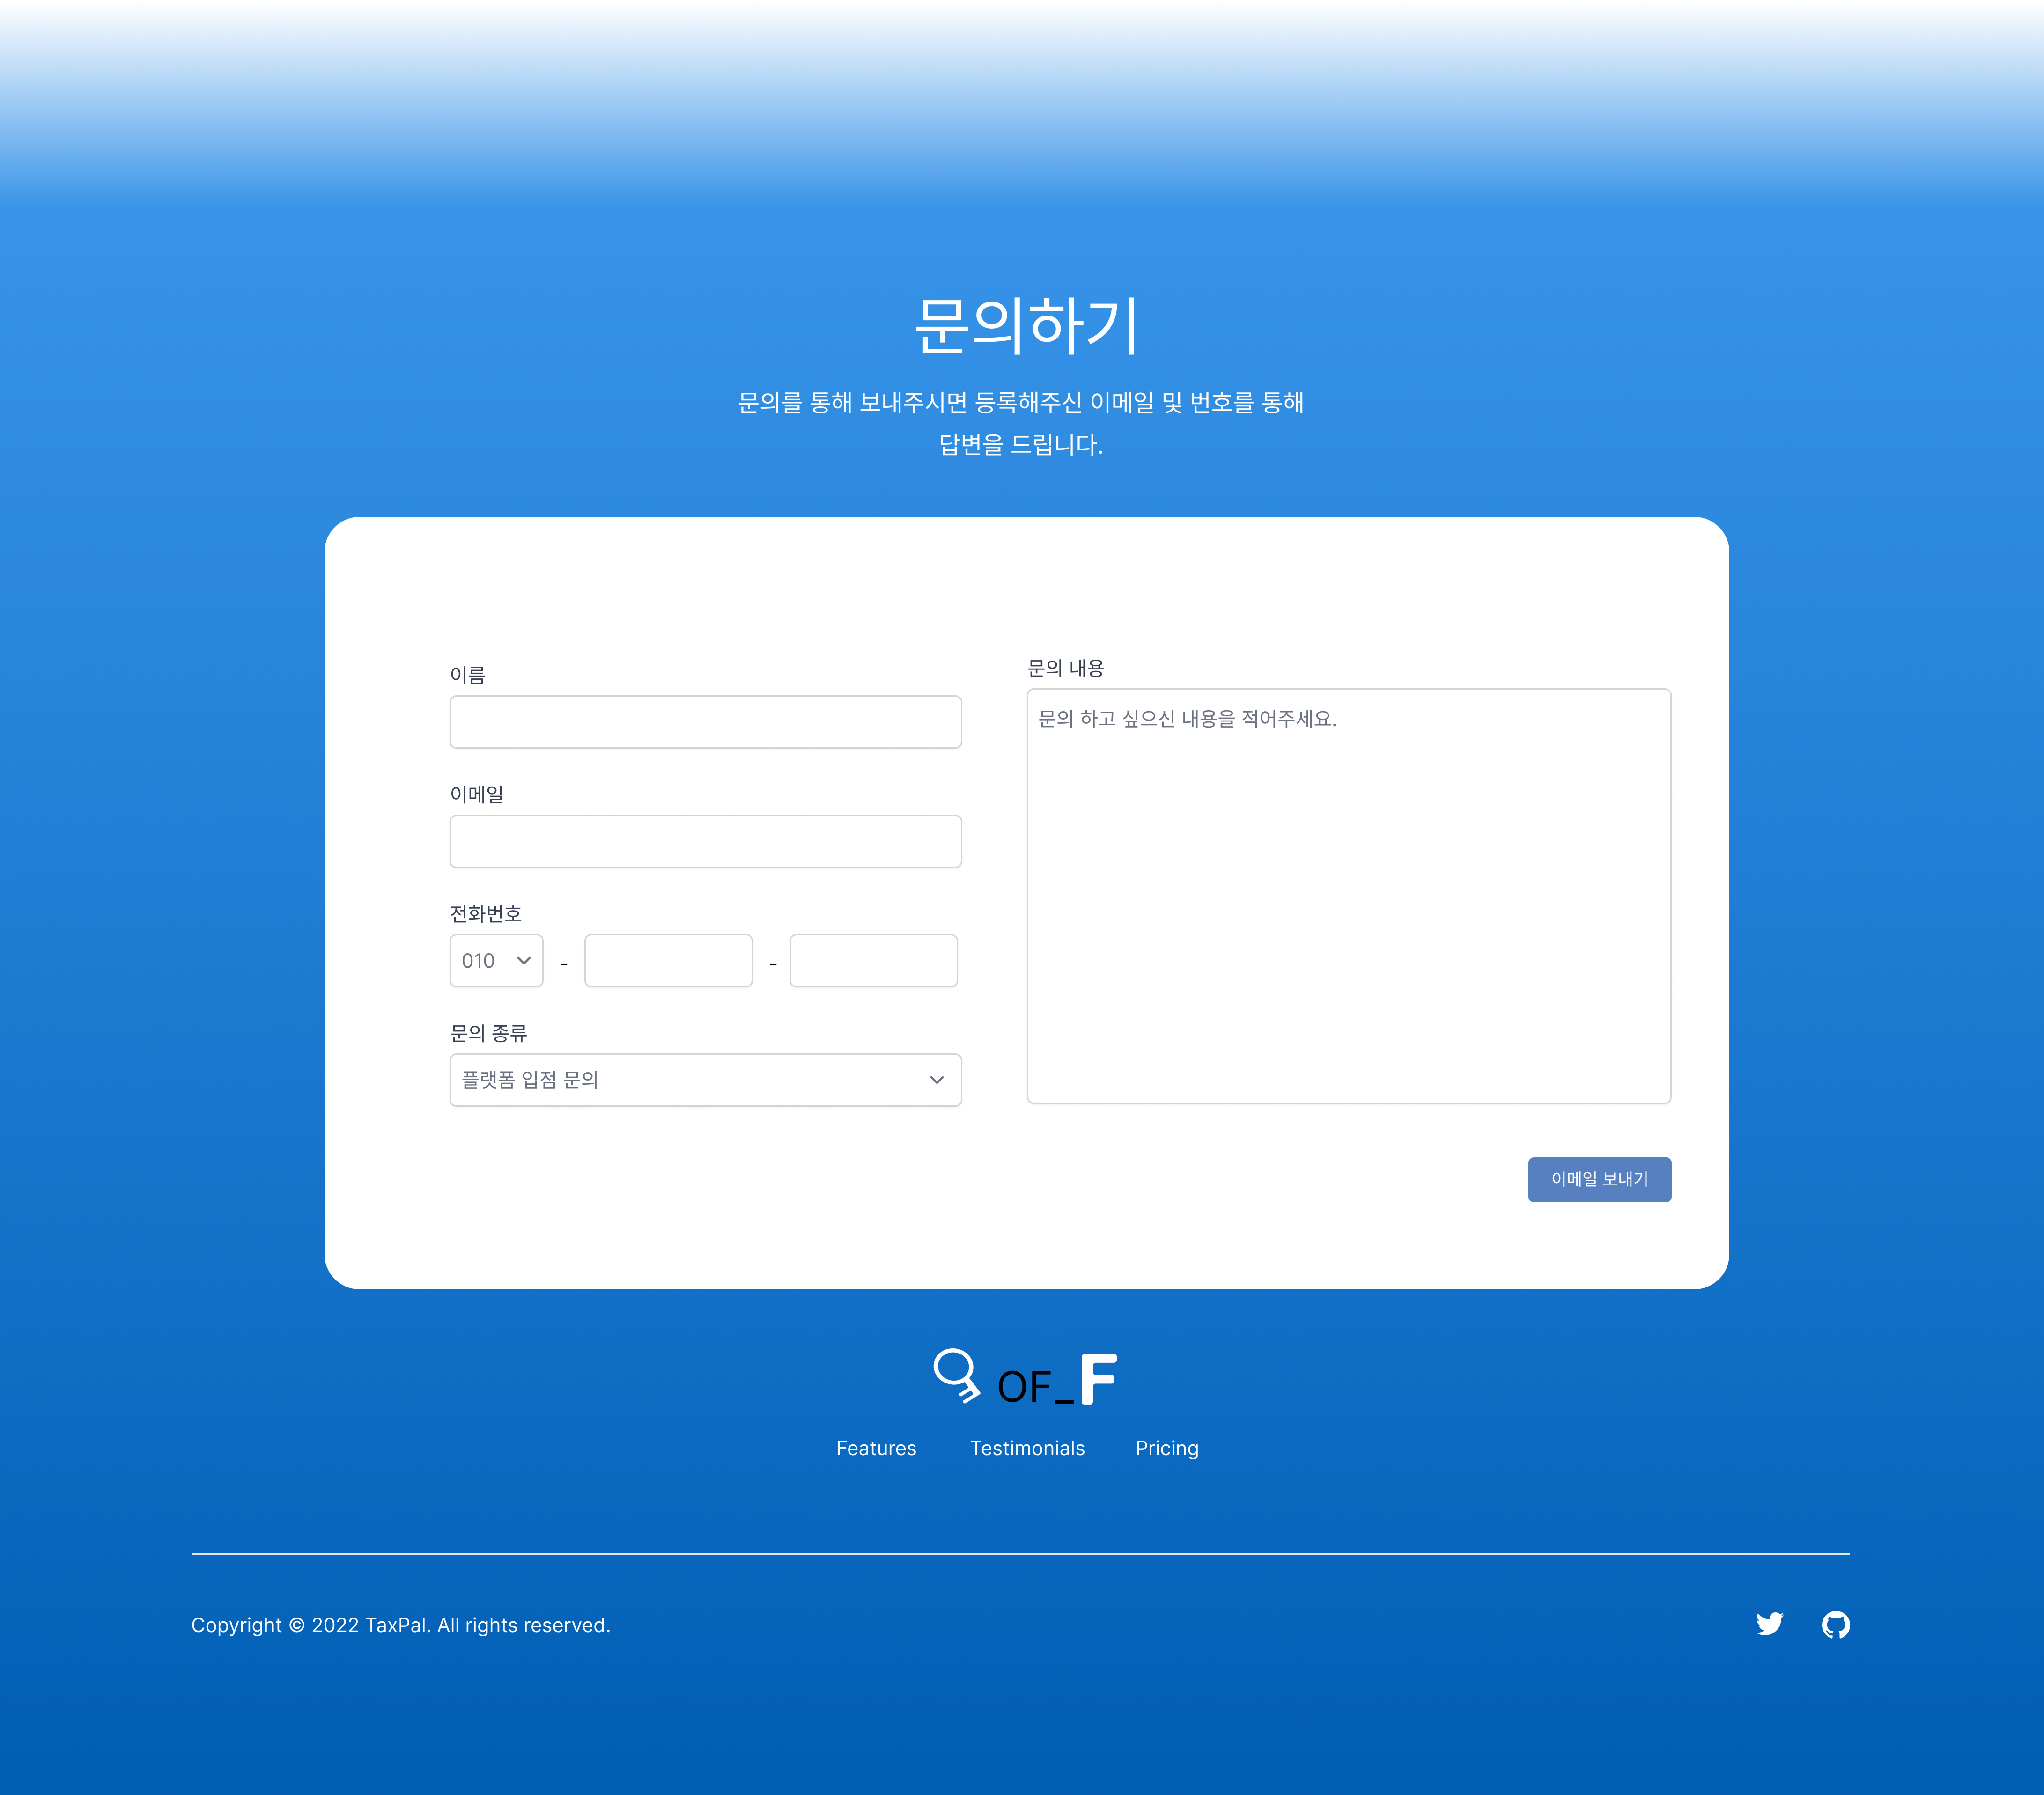 문의하기
문의를 통해 보내주시면 등록해주신 이메일 및 번호를 통해
답변을 드립니다.
이름
이메일
전화번호
010 - -
문의 종류
플랫폼 입점 문의
문의 내용
문의 하고 싶으신 내용을 적어주세요.
이메일 보내기
OF_F
Features Testimonials Pricing
Copyright © 2022 TaxPal. All rights reserved.